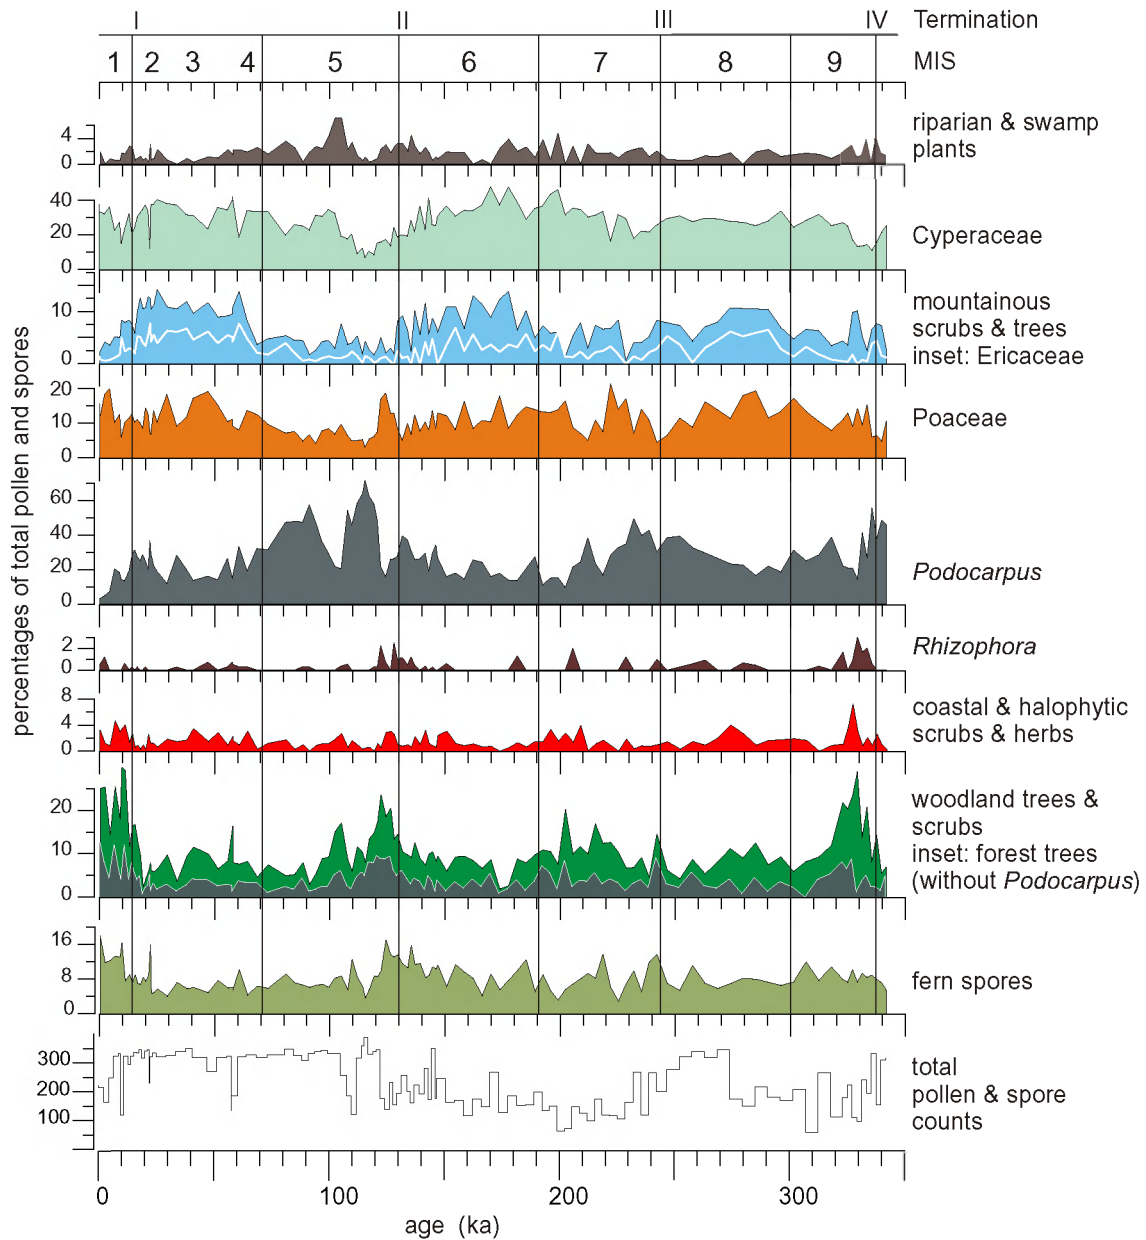 I II III IV Termination
1 2 3 4 5 6 7 8 9 MIS
percentages of total pollen and spores
4
0
riparian & swamp
plants
40
20
0
Cyperaceae
10
0
mountainous
scrubs & trees
inset: Ericaceae
20
10
0
Poaceae
60
40
20
0
Podocarpus
2
0
Rhizophora
8
4
0
coastal & halophytic
scrubs & herbs
20
10
0
woodland trees &
scrubs
inset: forest trees
(without Podocarpus)
16
8
0
fern spores
300
200
100
total
pollen & spore
counts
0 100 200 300
age (ka)